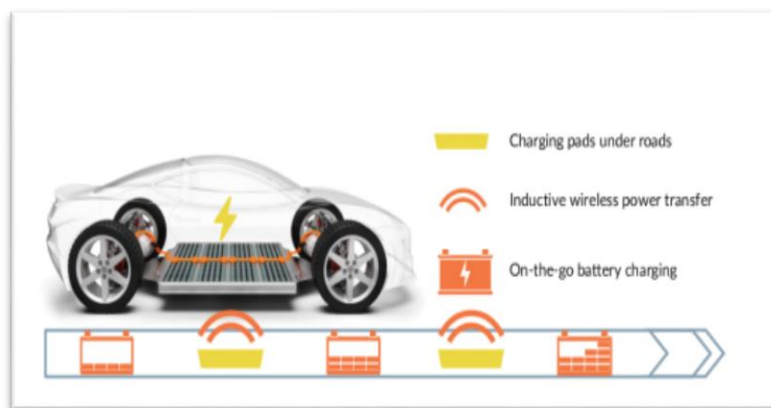 Charging pads under roads
Inductive wireless power transfer
On-the-go battery charging